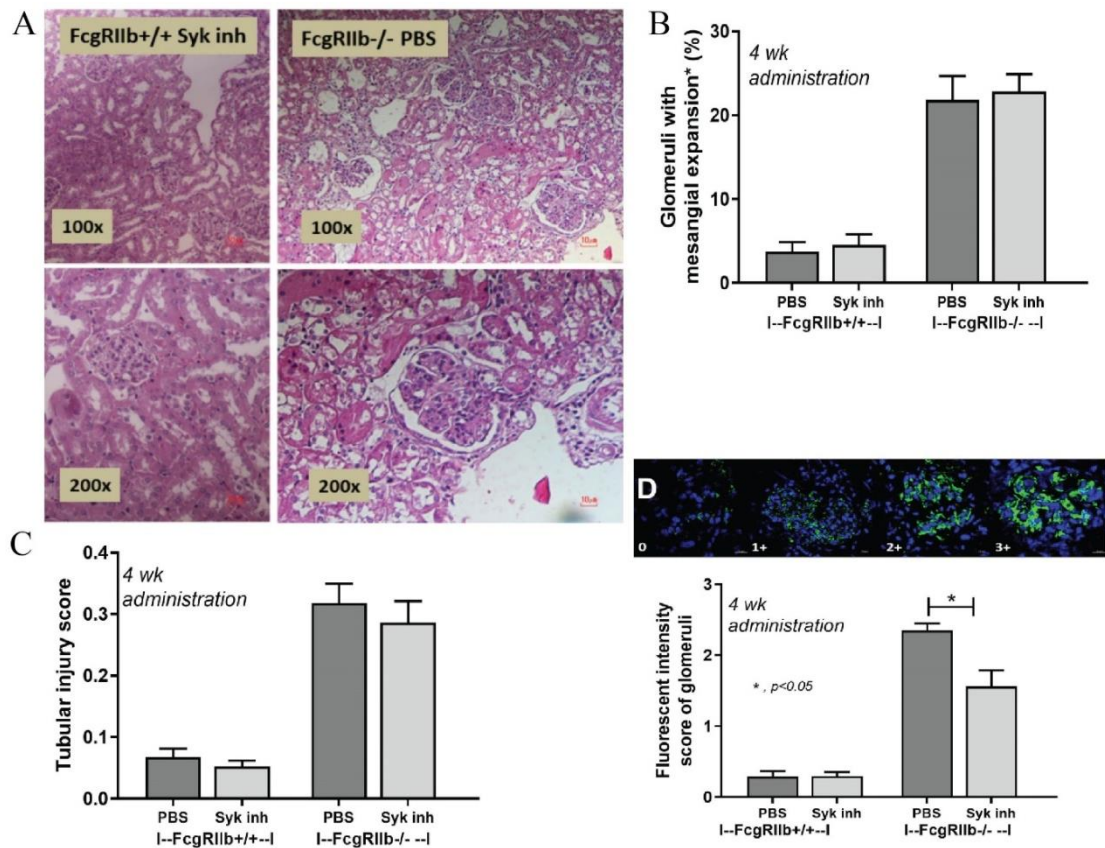 A
FcgRIIb+/+ Syk inh
FcgRIIb-/- PBS
100x
100x
10µm
200x
200x
10µm
B
4 wk
administration
Glomeruli with
mesangial expansion* (%)
30
20
10
0
PBS
Syk inh
PBS
Syk inh
I--FcgRIIb+/+--I
I--FcgRIIb-/- --I
C
4 wk
administration
Tubular injury score
0.4
0.3
0.2
0.1
0.0
PBS
Syk inh
PBS
Syk inh
I--FcgRIIb+/+--I
I--FcgRIIb-/- --I
D
0
1+
2+
3+
4 wk
administration
*
* , p<0.05
Fluorescent intensity
score of glomeruli
3
2
1
0
PBS
Syk inh
PBS
Syk inh
I--FcgRIIb+/+--I
I--FcgRIIb-/- --I